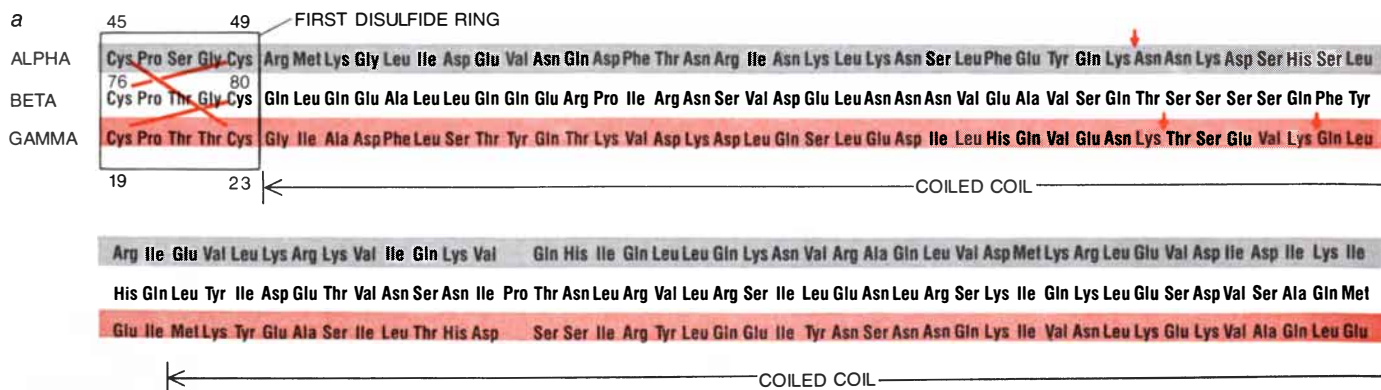 a
45 49 FIRST DISULFIDE RING
ALPHA Cys Pro Ser Gly Cys Arg Met Lys Gly Leu Ile Asp Glu Val Asn Gln Asp Phe Thr Asn Arg Ile Asn Lys Leu Lys Asn Ser Leu Phe Glu Tyr Gln Lys Asn Asn Lys Asp Ser His Ser Leu
76 80
BETA Cys Pro Thr Gly Cys Gln Leu Gln Glu Ala Leu Leu Gln Gln Glu Arg Pro Ile Arg Asn Ser Val Asp Glu Leu Asn Asn Asn Val Glu Ala Val Ser Gln Thr Ser Ser Ser Ser Gln Phe Tyr
GAMMA Cys Pro Thr Thr Cys Gly Ile Ala Asp Phe Leu Ser Thr Tyr Gln Thr Lys Val Asp Lys Asp Leu Gln Ser Leu Glu Asp Ile Leu His Gln Val Glu Asn Lys Thr Ser Glu Val Lys Gln Leu
19 23
COILED COIL
Arg Ile Glu Val Leu Lys Arg Lys Val Ile Gln Lys Val Gln His Ile Gln Leu Leu Gln Lys Asn Val Arg Ala Gln Leu Val Asp Met Lys Arg Leu Glu Val Asp Ile Asp Ile Lys Ile
His Gln Leu Tyr Ile Asp Glu Thr Val Asn Ser Asn Ile Pro Thr Asn Leu Arg Val Leu Arg Ser Ile Leu Glu Asn Leu Arg Ser Lys Ile Gln Lys Leu Glu Ser Asp Val Ser Ala Gln Met
Glu Ile Met Lys Tyr Glu Ala Ser Ile Leu Thr His Asp Ser Ser Ile Arg Tyr Leu Gln Glu Ile Tyr Asn Ser Asn Asn Gln Lys Ile Val Asn Leu Lys Glu Lys Val Ala Gln Leu Glu
COILED COIL